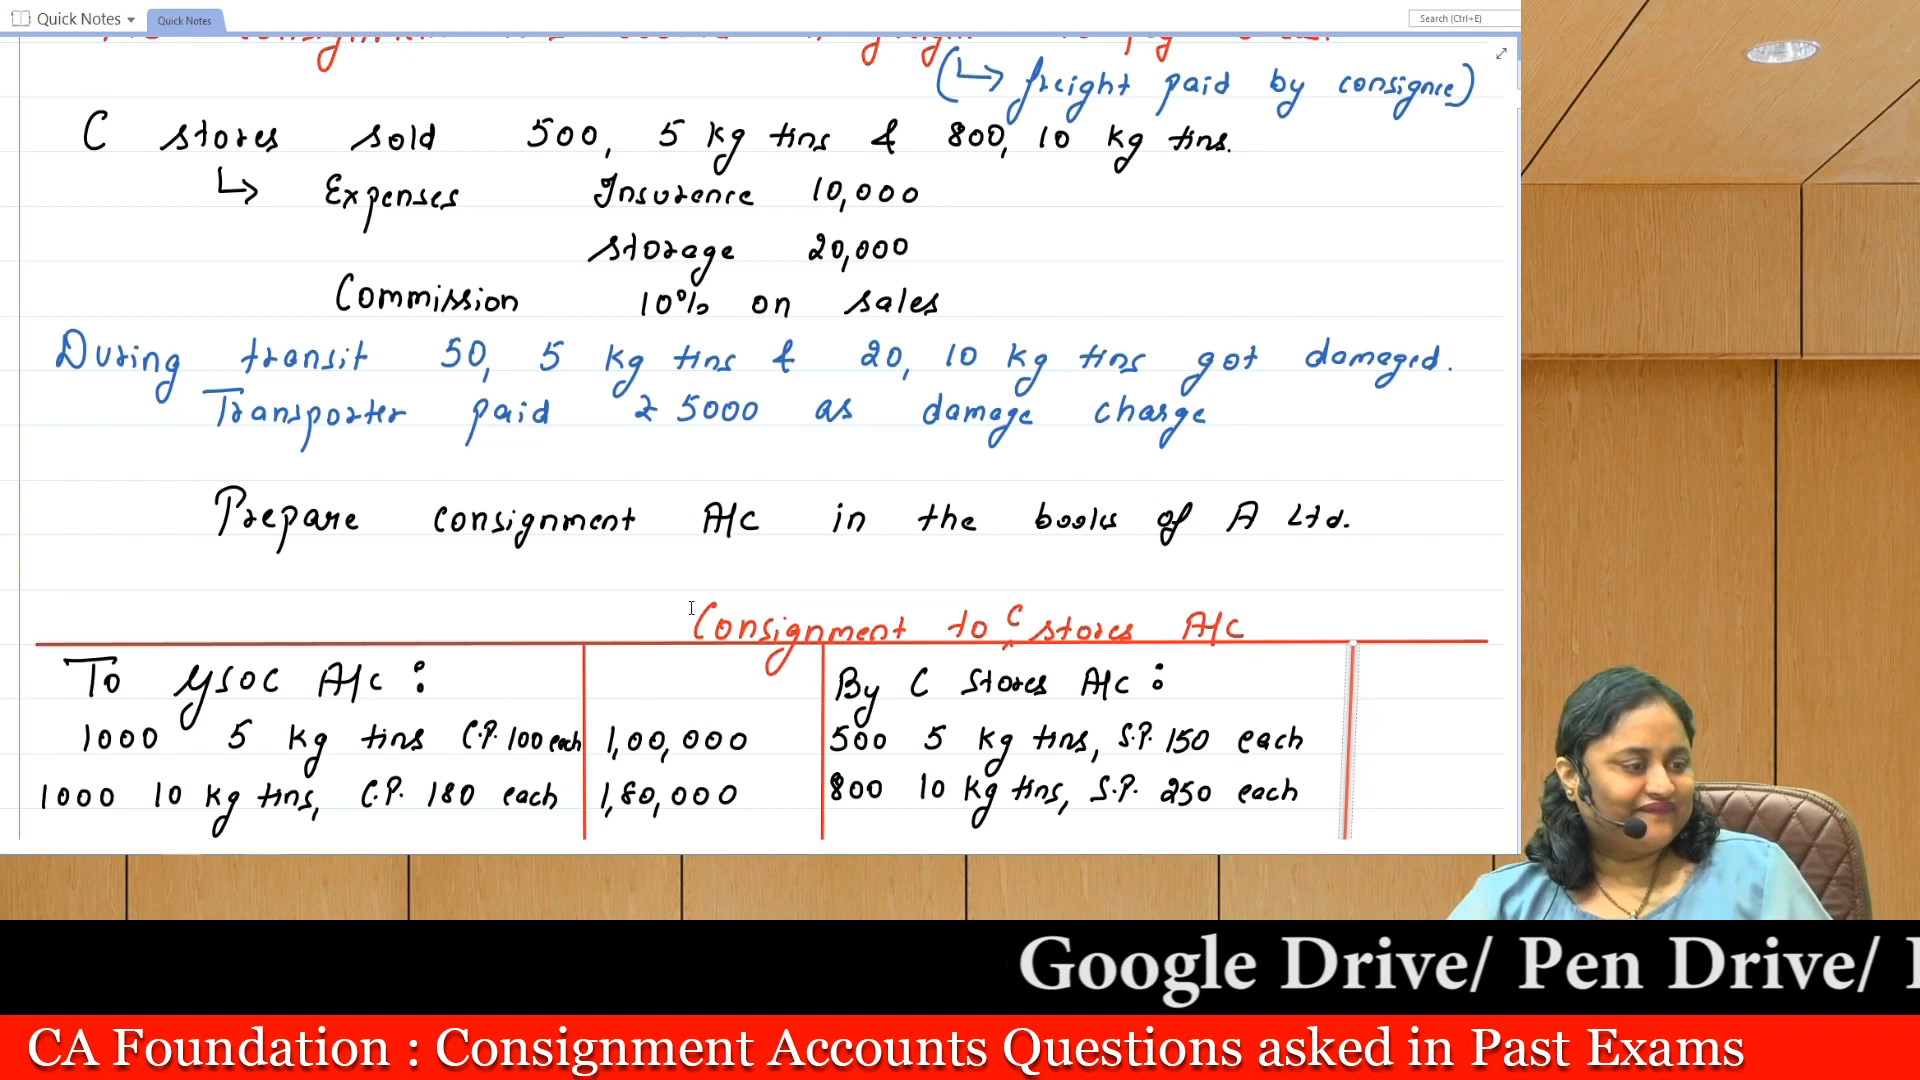 Quick Notes
Quick Notes
Search (Ctrl+E)
(↳ freight paid by consignee)
C stores sold 500, 5 kg tins & 800, 10 kg tins.
↳ Expenses Insurence 10,000
storage 20,000
Commission 10% on sales
During transit 50, 5 kg tins & 20, 10 kg tins got damaged.
Transporter paid ₹ 5000 as damage charge
Prepare consignment A/c in the books of A Ltd.
Consignment to C stores A/c
To GSOC A/c : By C stores A/c :
1000 5 kg tins C.P. 100 each 1,00,000 500 5 kg tins, S.P. 150 each
1000 10 kg tins, C.P. 180 each 1,80,000 800 10 kg tins, S.P. 250 each
Google Drive/ Pen Drive/
CA Foundation : Consignment Accounts Questions asked in Past Exams